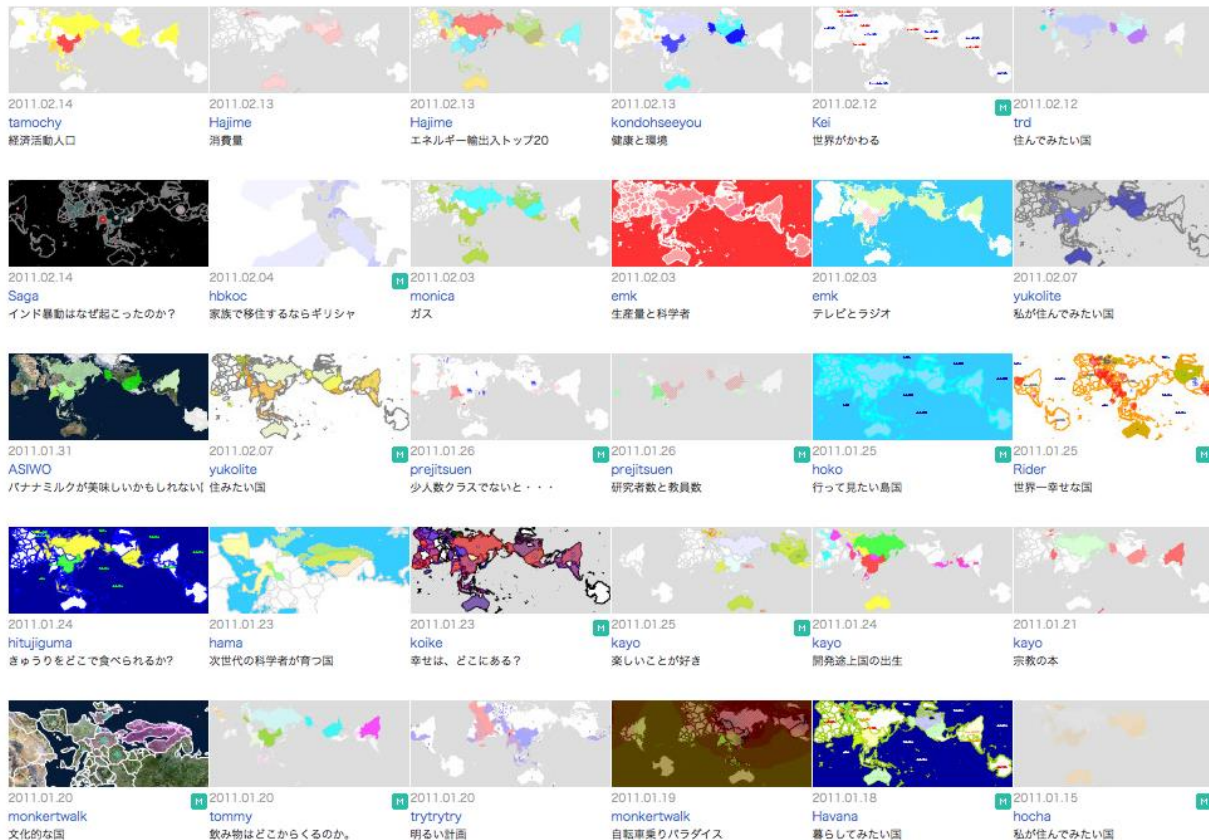 2011.02.14
tamochy
経済活動人口
2011.02.13
Hajime
消費量
2011.02.13
Hajime
エネルギー輸出入トップ20
2011.02.13
kondohseeyou
健康と環境
2011.02.12
Kei
世界がかわる
M
2011.02.12
trd
住んでみたい国
2011.02.14
Saga
インド暴動はなぜ起こったのか?
2011.02.04
hbkoc
家族で移住するならギリシャ
M
2011.02.03
monica
ガス
2011.02.03
emk
生産量と科学者
2011.02.03
emk
テレビとラジオ
2011.02.07
yukolite
私が住んでみたい国
2011.01.31
ASIWO
バナナミルクが美味しいかもしれない
2011.02.07
yukolite
住みたい国
M
2011.01.26
prejitsuen
少人数クラスでないと・・・
M
2011.01.26
prejitsuen
研究者数と教員数
M
2011.01.25
hoko
行って見たい島国
M
2011.01.25
Rider
世界一幸せな国
M
2011.01.24
hitujiguma
きゅうりをどこで食べられるか?
2011.01.23
hama
次世代の科学者が育つ国
2011.01.23
koike
幸せは、どこにある?
M
2011.01.25
kayo
楽しいことが好き
M
2011.01.24
kayo
開発途上国の出生
2011.01.21
kayo
宗教の本
2011.01.20
monkertwalk
文化的な国
M
2011.01.20
tommy
飲み物はどこからくるのか。
2011.01.20
trytrytry
明るい計画
2011.01.19
monkertwalk
自転車乗りパラダイス
M
2011.01.18
Havana
暮らしてみたい国
M
2011.01.15
hocha
私が住んでみたい国
M